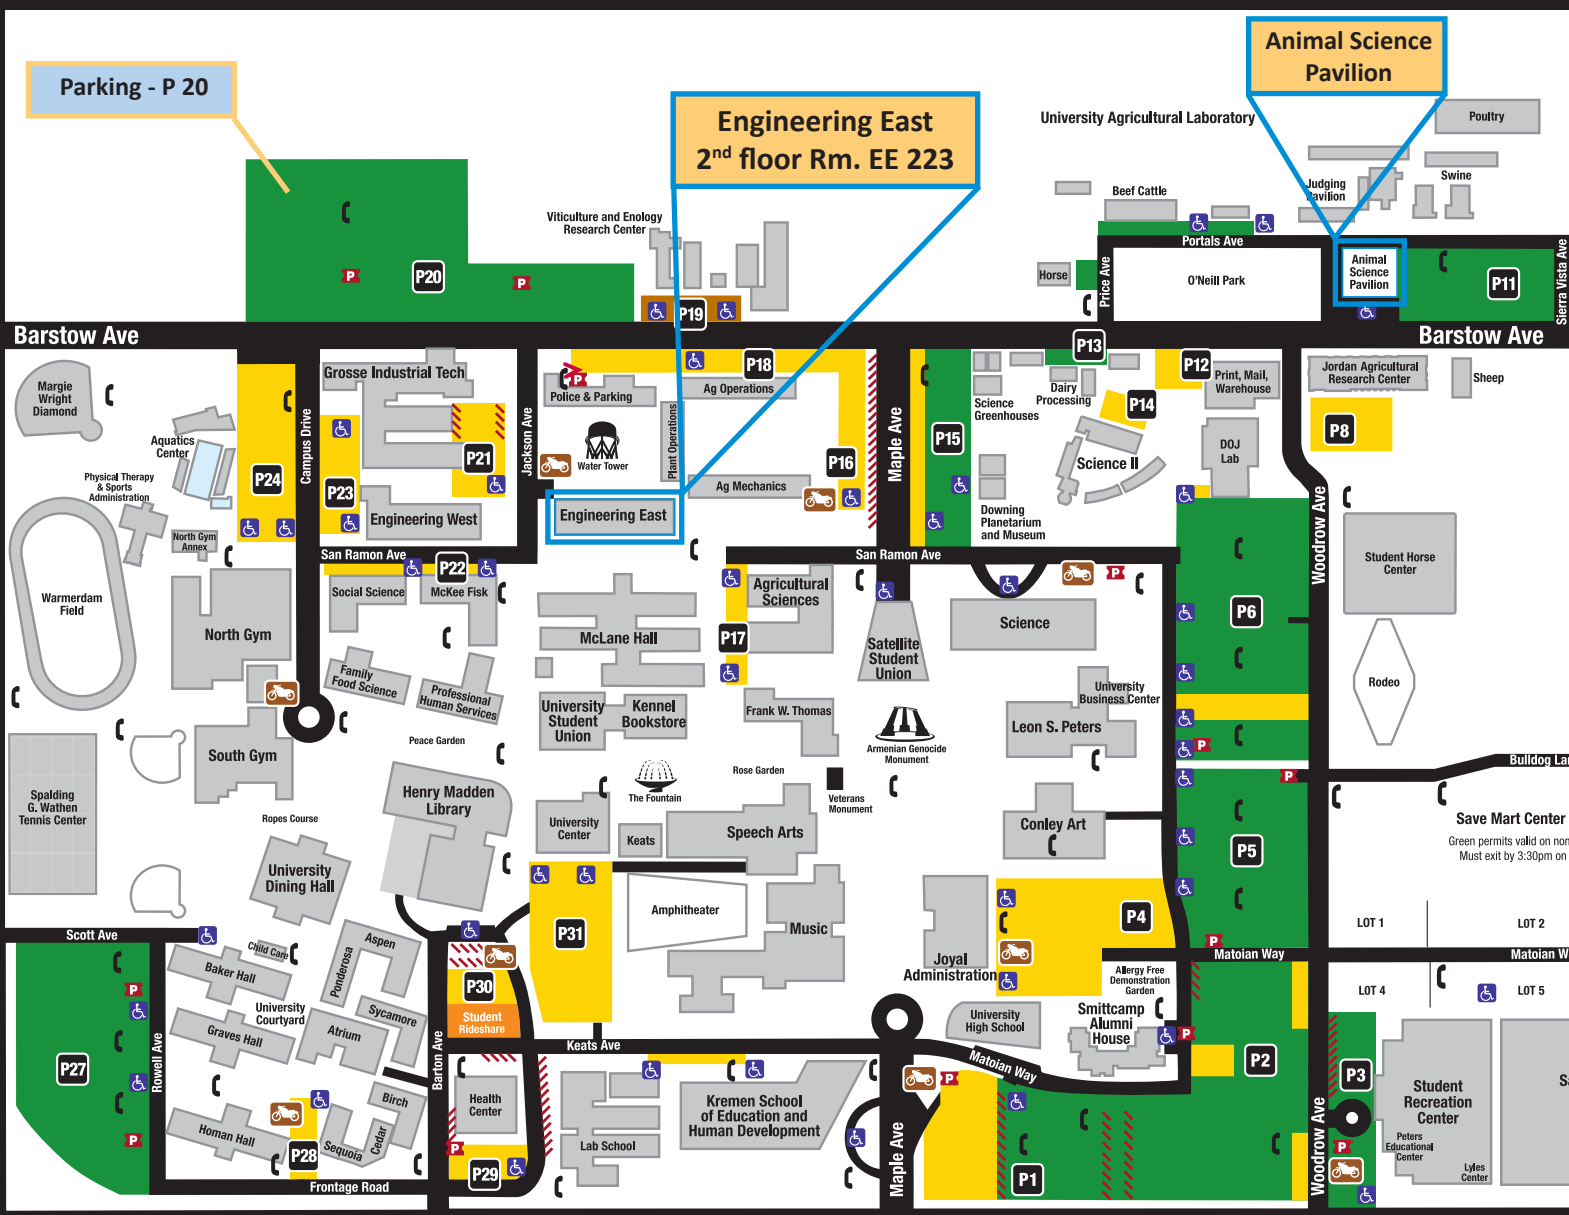 Parking - P 20
Engineering East
2nd floor Rm. EE 223
Animal Science
Pavilion
University Agricultural Laboratory
Poultry
Judging
Pavilion
Swine
Beef Cattle
Viticulture and Enology
Research Center
Portals Ave
Horse
Price Ave
O'Neill Park
Animal
Science
Pavilion
P11
Sierra Vista Ave
P
P20
P
P19
Barstow Ave
Barstow Ave
Margie
Wright
Diamond
Aquatics
Center
P24
Campus Drive
Grosse Industrial Tech
P21
P23
Engineering West
Jackson Ave
P18
P
Police & Parking
Ag Operations
Plant Operations
Water Tower
Ag Mechanics
P16
Engineering East
Maple Ave
P15
P13
Science
Greenhouses
Dairy
Processing
P14
P12
Print, Mail,
Warehouse
Science II
DOJ
Lab
Downing
Planetarium
and Museum
Jordan Agricultural
Research Center
Sheep
P8
Woodrow Ave
Student Horse
Center
Rodeo
Physical Therapy
& Sports
Administration
North Gym
Annex
Warmerdam
Field
North Gym
San Ramon Ave
P22
Social Science
McKee Fisk
Family
Food Science
Professional
Human Services
San Ramon Ave
McLane Hall
P17
Agricultural
Sciences
Satellite
Student
Union
Science
P
P6
University
Business Center
Leon S. Peters
P
University
Student
Union
Kennel
Bookstore
Frank W. Thomas
Armenian Genocide
Monument
Peace Garden
South Gym
Spalding
G. Wathen
Tennis Center
Ropes Course
Henry Madden
Library
University
Center
The Fountain
Keats
Rose Garden
Speech Arts
Veterans
Monument
Conley Art
P
P5
Bulldog La
Save Mart Center
Green permits valid on no
Must exit by 3:30pm on
LOT 1
LOT 2
University
Dining Hall
Scott Ave
Child Care
Baker Hall
Ponderosa
Aspen
University
Courtyard
Sycamore
Graves Hall
Atrium
P
P27
Rowell Ave
P
Homan Hall
P28
Sequoia
Cedar
Birch
Frontage Road
Barton Ave
P30
Student
Rideshare
P31
Amphitheater
Music
Joyal
Administration
P4
P
Matoian Way
Matoian W
LOT 4
LOT 5
Allergy Free
Demonstration
Garden
University
High School
Smittcamp
Alumni
House
P
P2
Keats Ave
Matoian Way
Health
Center
P
P29
Lab School
Kremen School
of Education and
Human Development
Maple Ave
P
P1
Woodrow Ave
P3
P
Student
Recreation
Center
Peters
Educational
Center
Lyles
Center
Sa